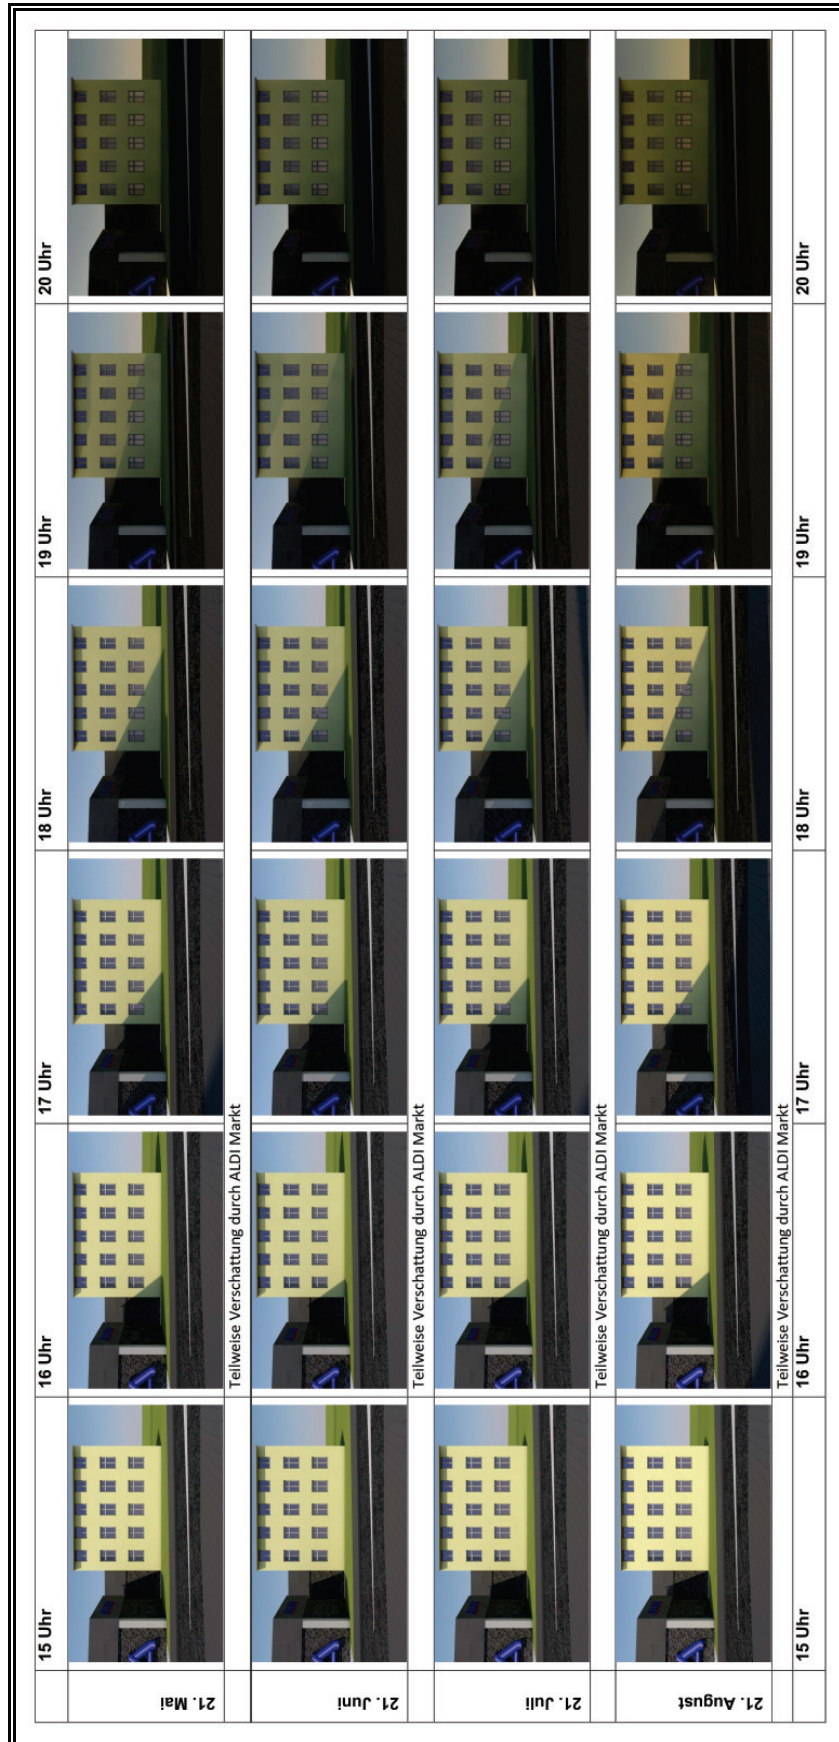 15 Uhr 16 Uhr 17 Uhr 18 Uhr 19 Uhr 20 Uhr
21. Mai
Teilweise Verschattung durch ALDI Markt
21. Juni
Teilweise Verschattung durch ALDI Markt
21. Juli
Teilweise Verschattung durch ALDI Markt
21. August
Teilweise Verschattung durch ALDI Markt
15 Uhr 16 Uhr 17 Uhr 18 Uhr 19 Uhr 20 Uhr